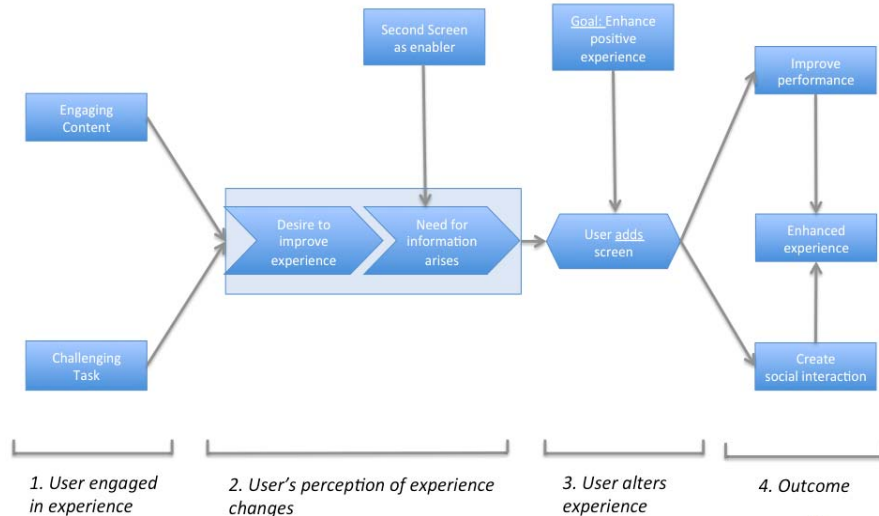 Second Screen
as enabler
Goal: Enhance
positive
experience
Improve
performance
Engaging
Content
Desire to
improve
experience
Need for
information
arises
User adds
screen
Enhanced
experience
Challenging
Task
Create
social interaction
1. User engaged
in experience
2. User's perception of experience
changes
3. User alters
experience
4. Outcome